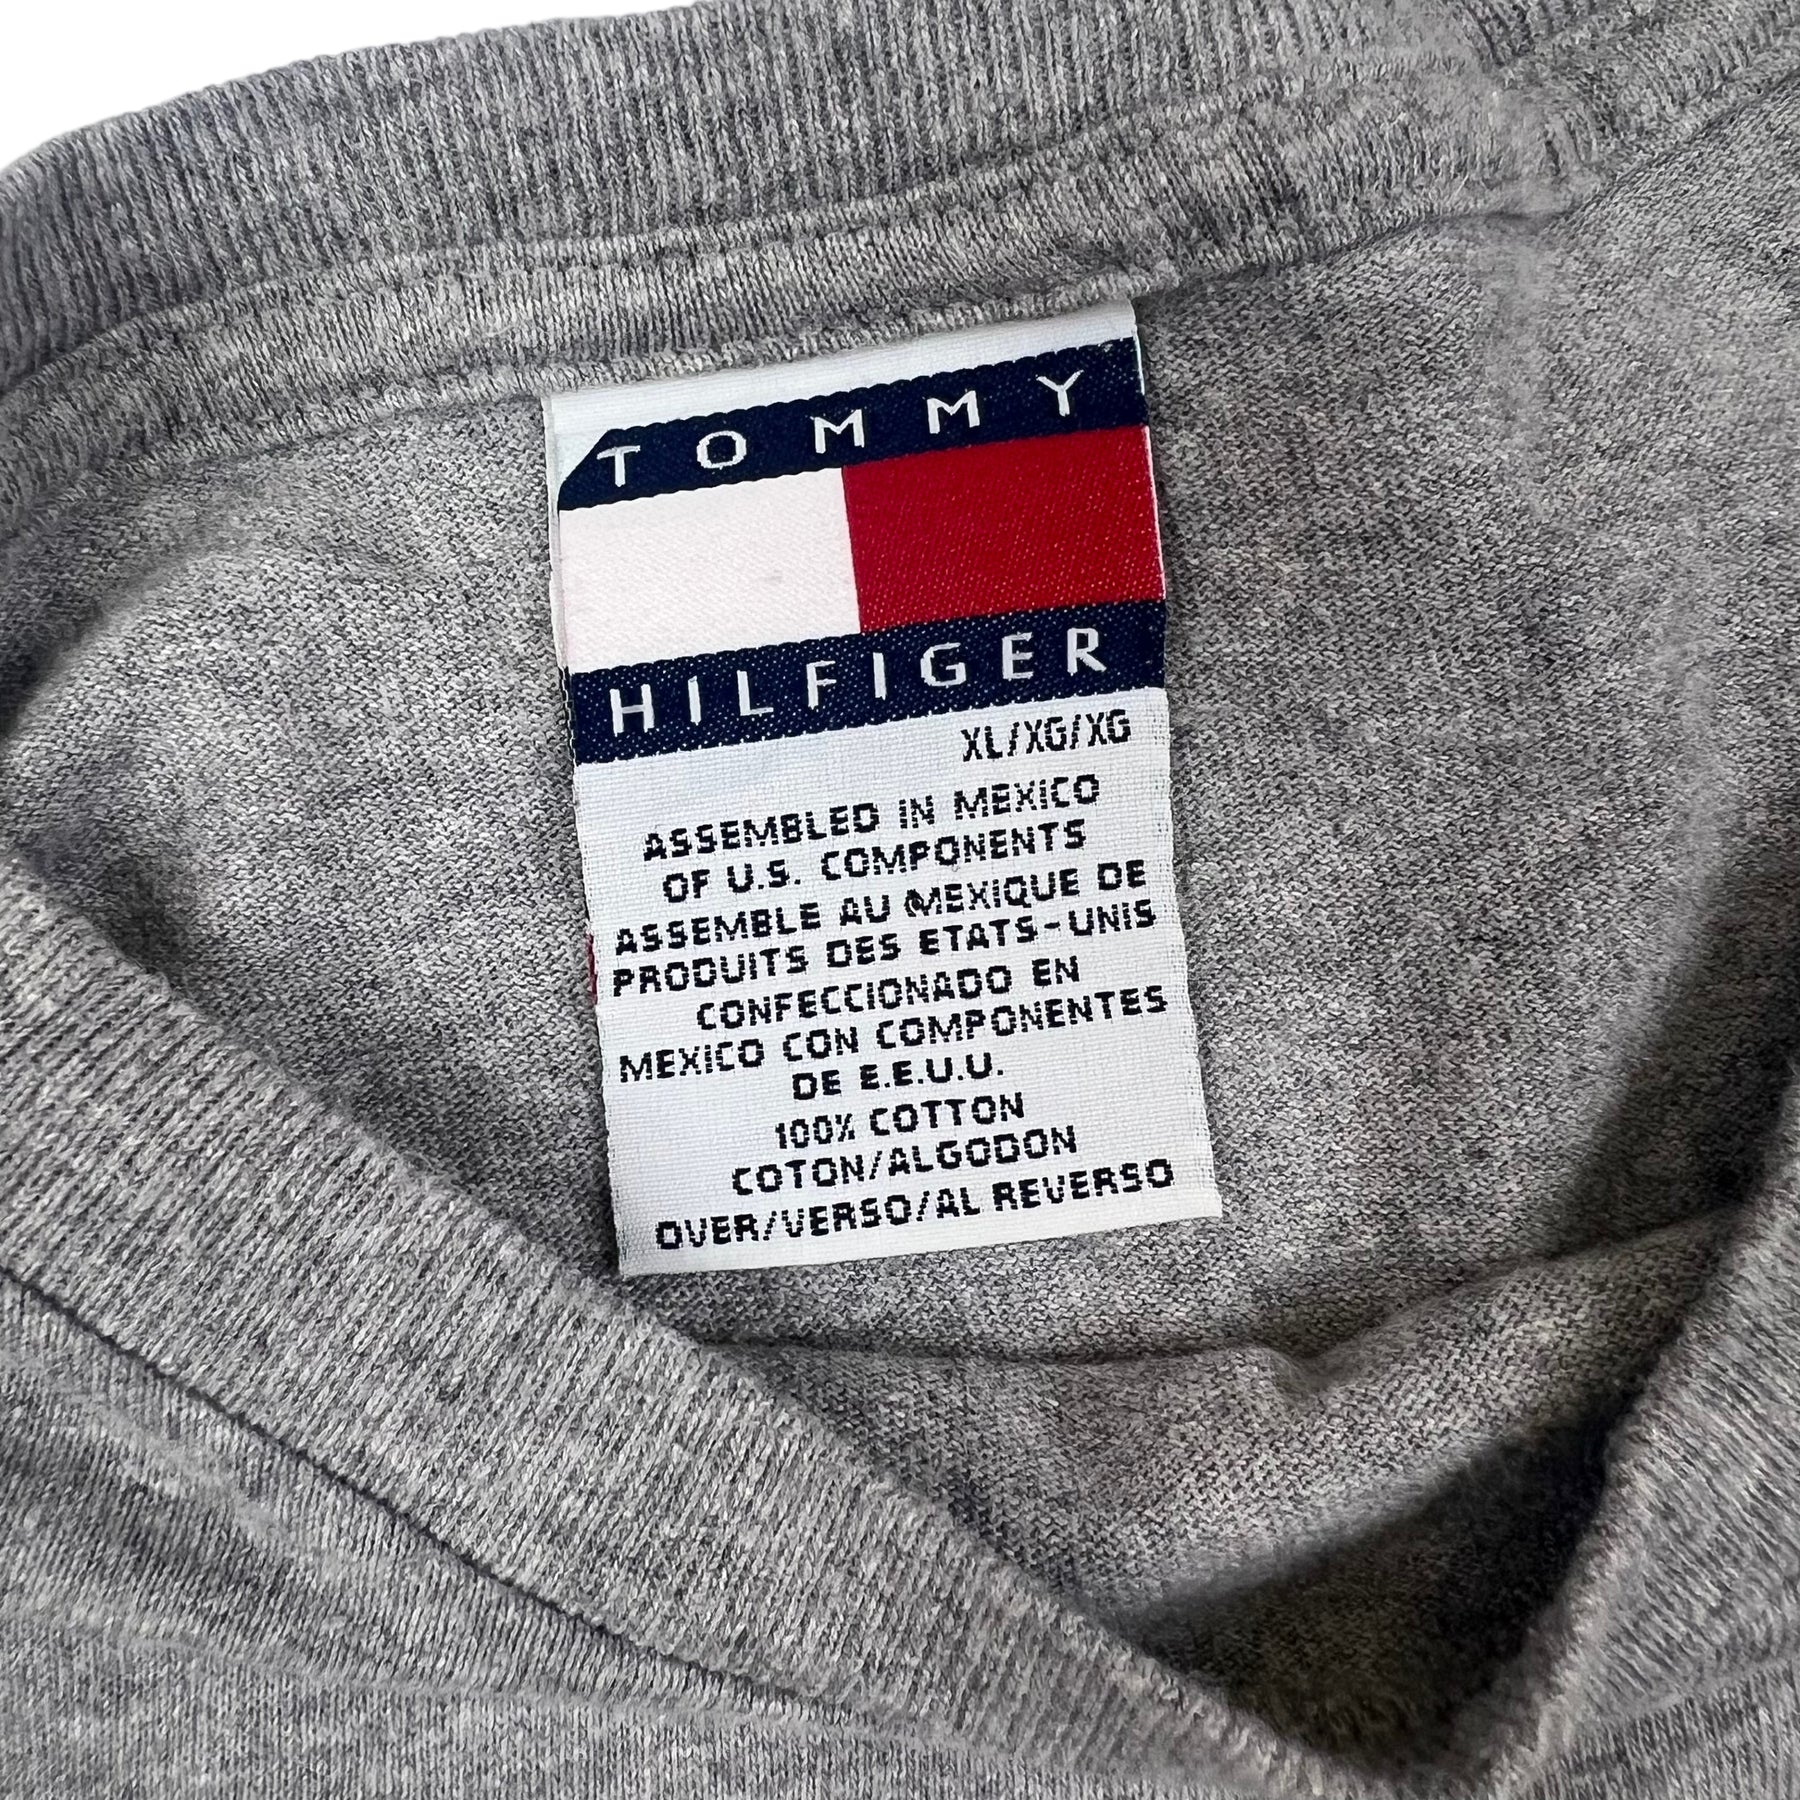 TOMMY
HILFIGER
XL/XG/XG
ASSEMBLED IN MEXICO
OF U.S. COMPONENTS
ASSEMBLE AU MEXIQUE DE
PRODUITS DES ETATS-UNIS
CONFECCIONADO EN
MEXICO CON COMPONENTES
DE E.E.U.U.
100% COTTON
COTON/ALGODON
OVER/VERSO/AL REVERSO